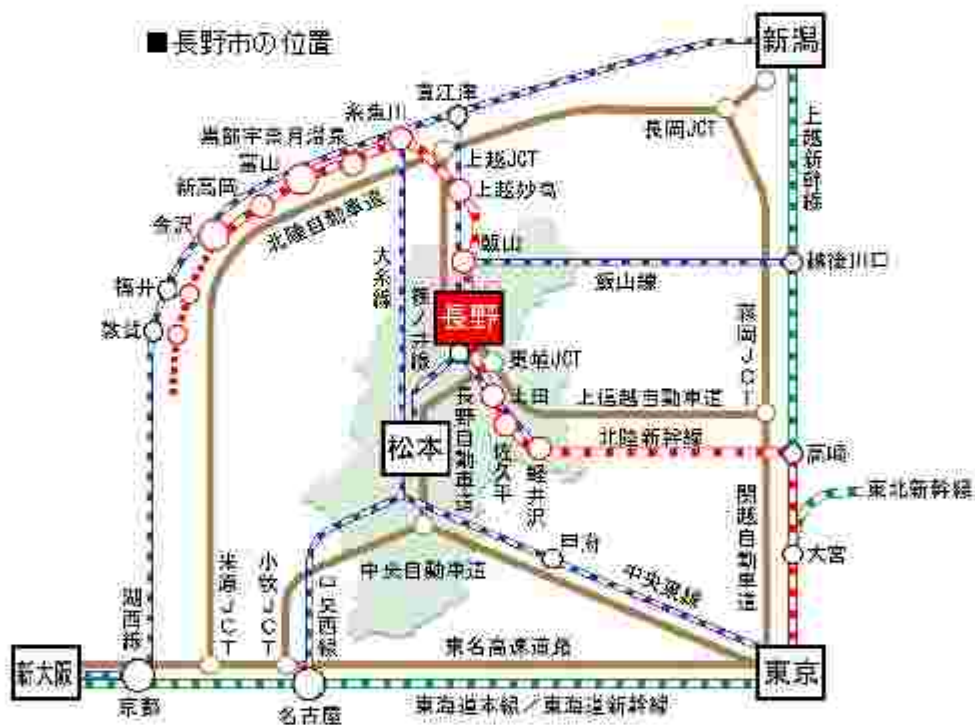 ■長野市の位置
新潟
直江津
糸魚川
黒部宇奈月温泉
富山
新高岡
金沢
福井
敦賀
北陸自動車道
上越JCT
上越妙高
長岡JCT
上越新幹線
飯山
飯山線
越後川口
大糸線
篠ノ井線
長野
更埴JCT
上田
上信越自動車道
藤岡JCT
北陸新幹線
高崎
松本
長野自動車道
佐久平
軽井沢
東北新幹線
関越自動車道
大宮
甲府
中央東線
中央自動車道
湖西線
米原JCT
小牧JCT
中央西線
東名高速道路
新大阪
京都
名古屋
東海道本線/東海道新幹線
東京